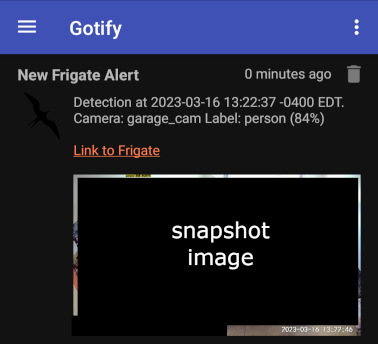 Gotify
New Frigate Alert 0 minutes ago
Detection at 2023-03-16 13:22:37 -0400 EDT.
Camera: garage_cam Label: person (84%)
Link to Frigate
snapshot
image
2023-03-16 13:22:46